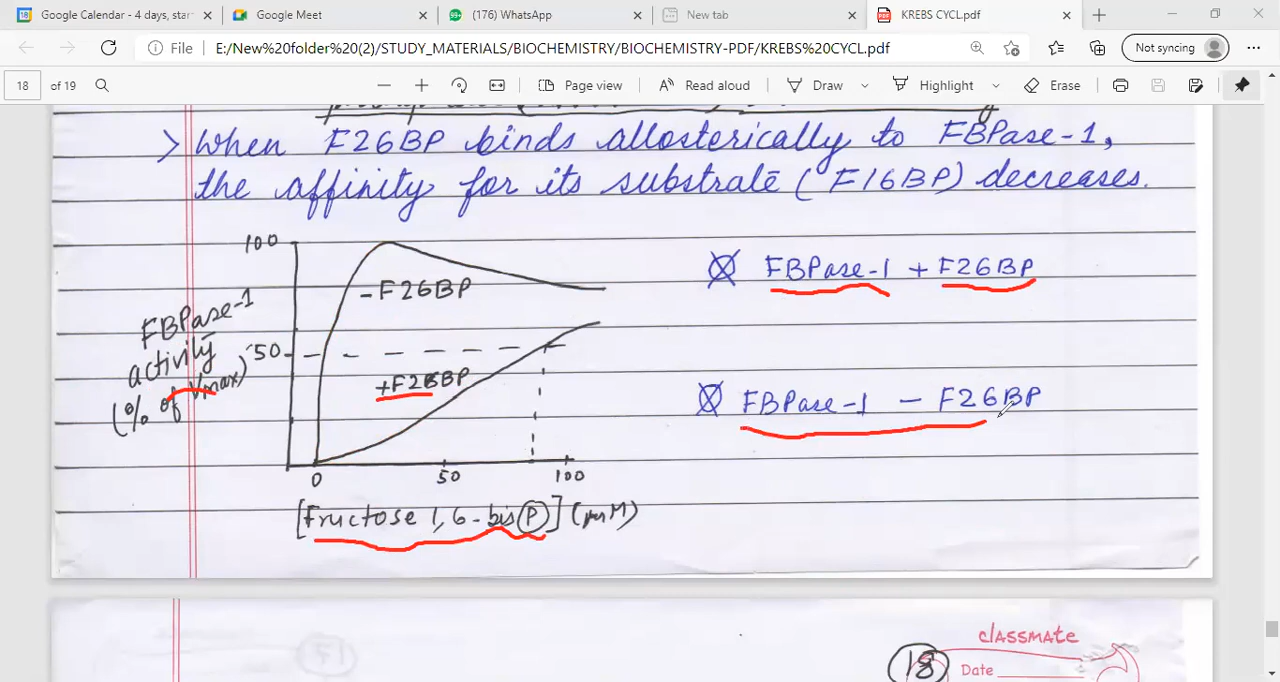 Google Calendar - 4 days, star
Google Meet
99+ (176) WhatsApp
New tab
KREBS CYCL.pdf
File E:/New%20folder%20(2)/STUDY_MATERIALS/BIOCHEMISTRY/BIOCHEMISTRY-PDF/KREBS%20CYCL.pdf
Not syncing
18 of 19
Page view
Read aloud
Draw
Highlight
Erase
> When F26BP binds allosterically to FBPase-1,
the affinity for its substrate (F16BP) decreases.
100
-F26BP
FBPase-1
activity
(% of Vmax)
50
+F26BP
0 50 100
[Fructose 1,6-bis P] (μM)
FBPase-1 + F26BP
FBPase-1 - F26BP
classmate
18
Date